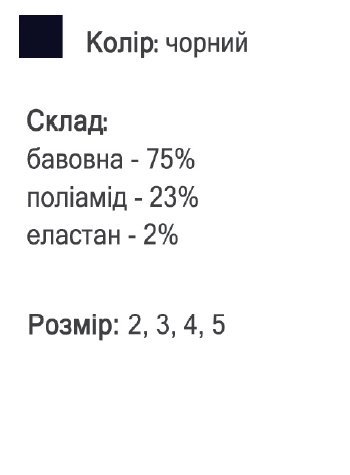 Колір: чорний
Склад:
бавовна - 75%
поліамід - 23%
еластан - 2%
Розмір: 2, 3, 4, 5